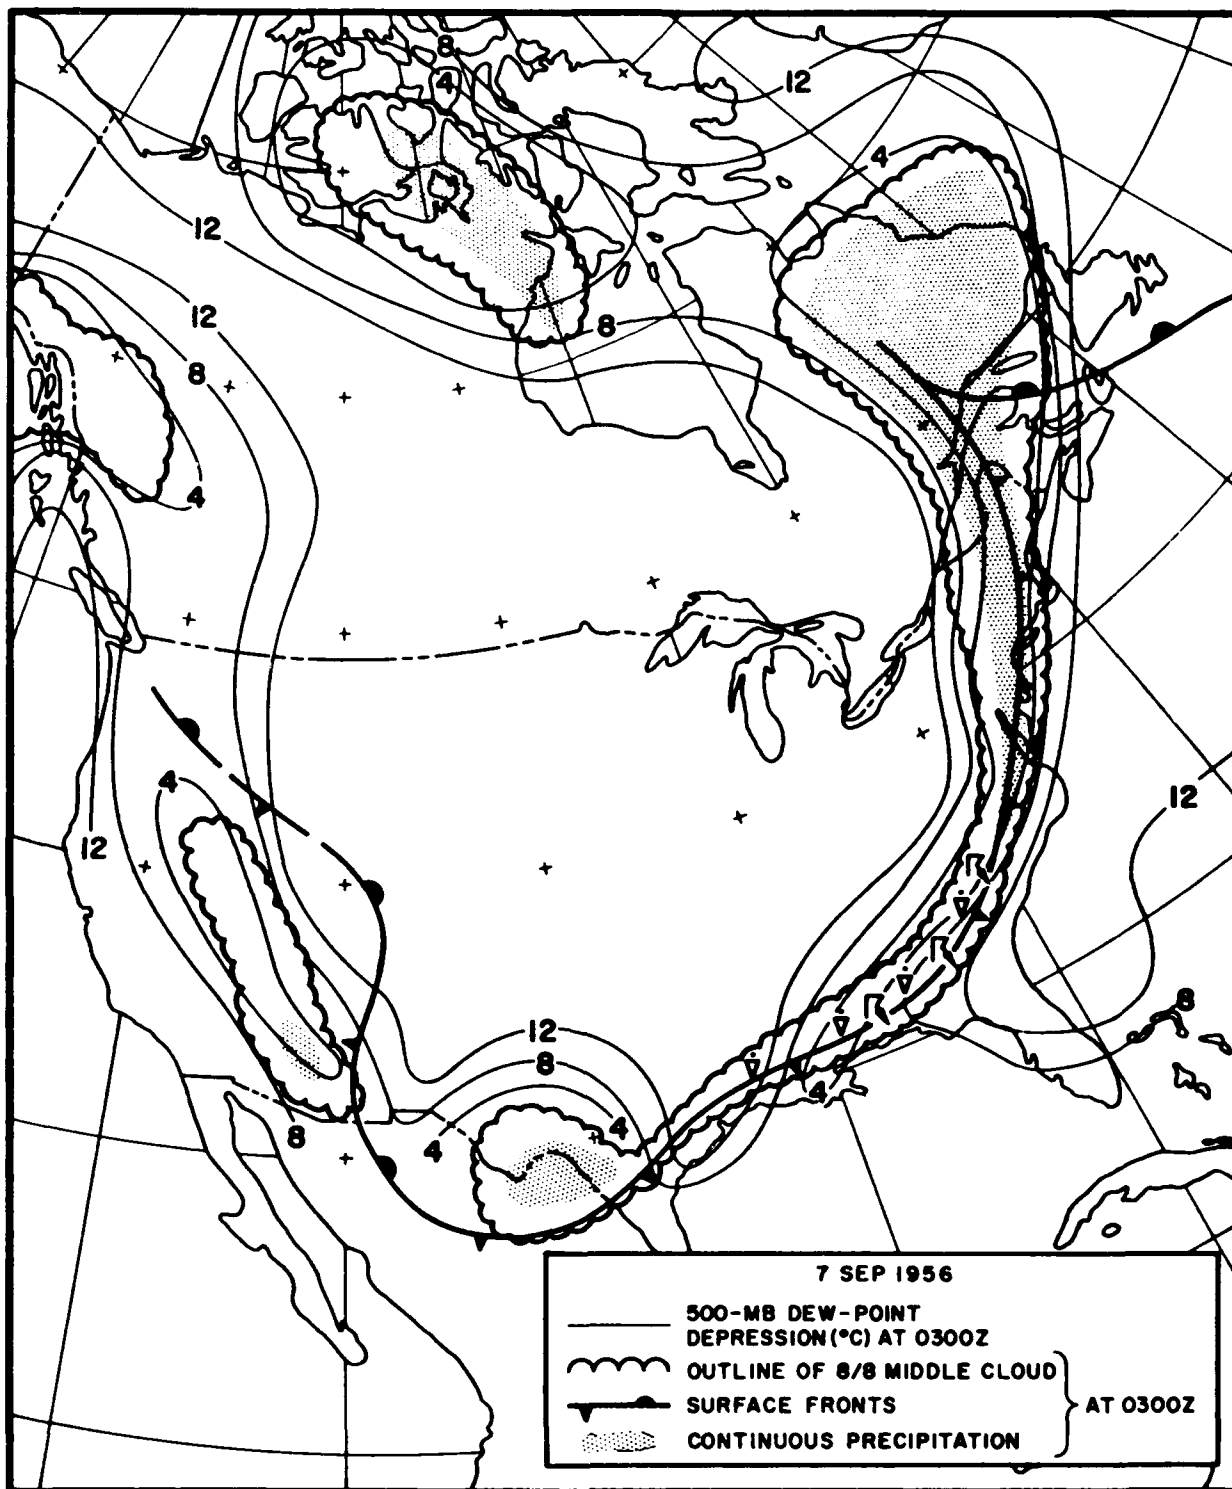 8
4
12
4
12
12
8
8
4
4
12
12
12
8
8
4
4
4
8
7 SEP 1956
500-MB DEW-POINT
DEPRESSION (°C) AT 0300Z
OUTLINE OF 8/8 MIDDLE CLOUD
SURFACE FRONTS
AT 0300Z
CONTINUOUS PRECIPITATION